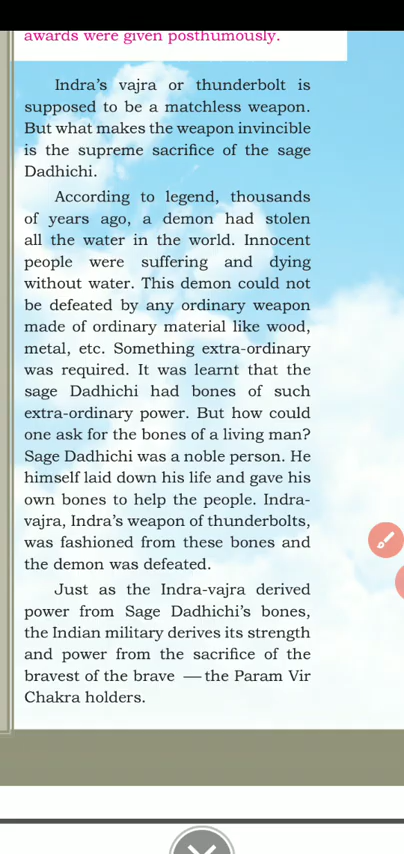 awards were given posthumously.
Indra's vajra or thunderbolt is
supposed to be a matchless weapon.
But what makes the weapon invincible
is the supreme sacrifice of the sage
Dadhichi.
According to legend, thousands
of years ago, a demon had stolen
all the water in the world. Innocent
people were suffering and dying
without water. This demon could not
be defeated by any ordinary weapon
made of ordinary material like wood,
metal, etc. Something extra-ordinary
was required. It was learnt that the
sage Dadhichi had bones of such
extra-ordinary power. But how could
one ask for the bones of a living man?
Sage Dadhichi was a noble person. He
himself laid down his life and gave his
own bones to help the people. Indra-
vajra, Indra's weapon of thunderbolts,
was fashioned from these bones and
the demon was defeated.
Just as the Indra-vajra derived
power from Sage Dadhichi's bones,
the Indian military derives its strength
and power from the sacrifice of the
bravest of the brave — the Param Vir
Chakra holders.